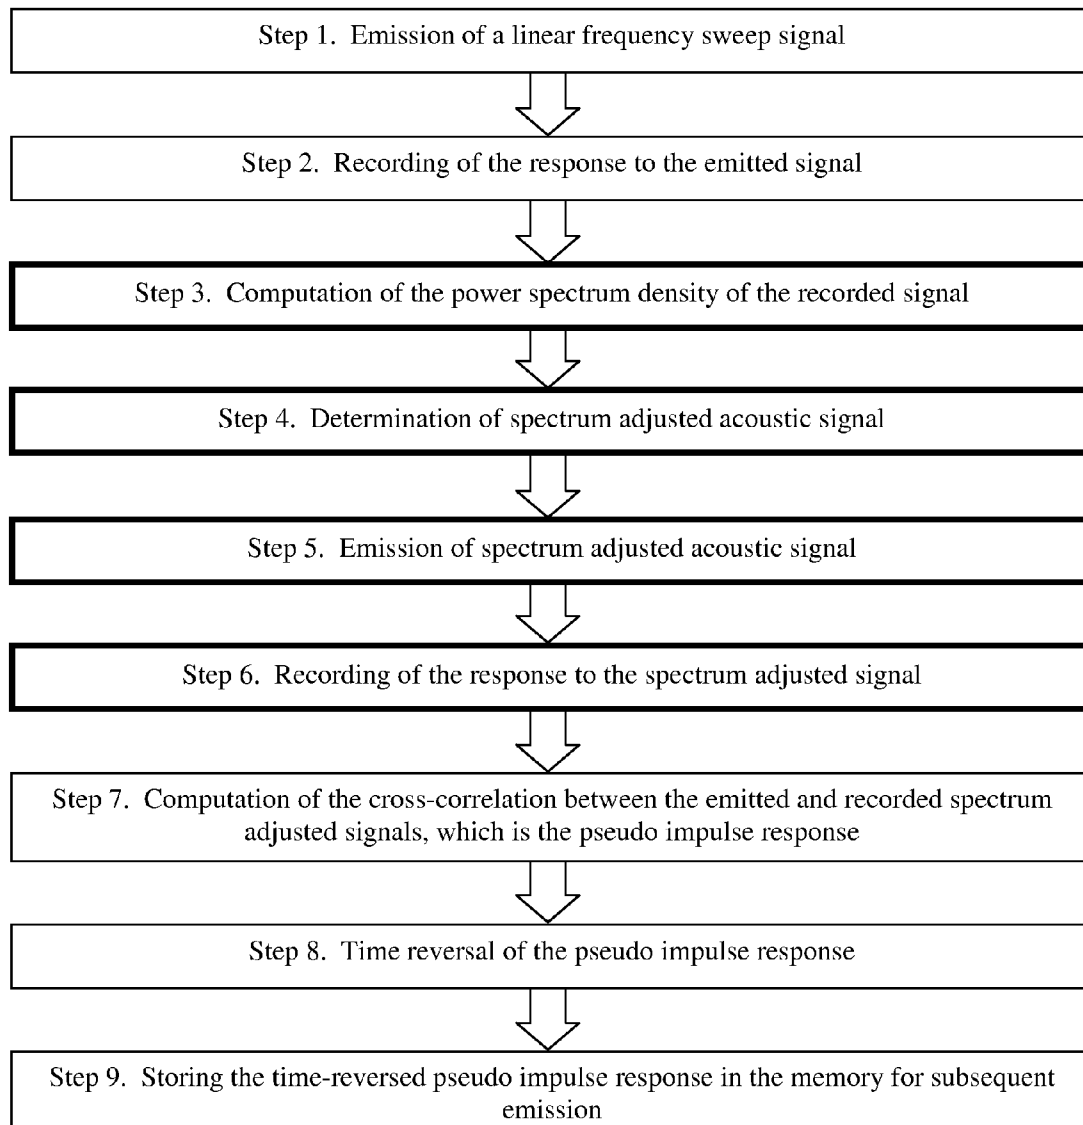 Step 1. Emission of a linear frequency sweep signal
Step 2. Recording of the response to the emitted signal
Step 3. Computation of the power spectrum density of the recorded signal
Step 4. Determination of spectrum adjusted acoustic signal
Step 5. Emission of spectrum adjusted acoustic signal
Step 6. Recording of the response to the spectrum adjusted signal
Step 7. Computation of the cross-correlation between the emitted and recorded spectrum
adjusted signals, which is the pseudo impulse response
Step 8. Time reversal of the pseudo impulse response
Step 9. Storing the time-reversed pseudo impulse response in the memory for subsequent
emission